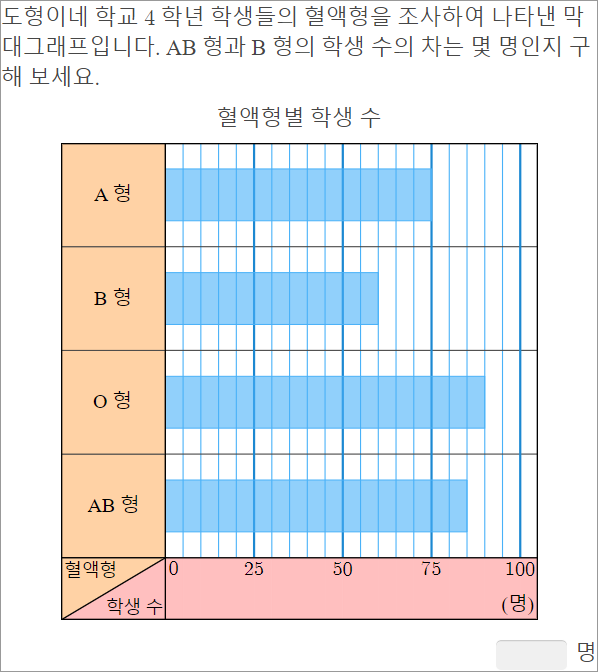 도형이네 학교 4 학년 학생들의 혈액형을 조사하여 나타낸 막
대그래프입니다. AB 형과 B 형의 학생 수의 차는 몇 명인지 구
해 보세요.
혈액형별 학생 수
A 형
B 형
O 형
AB 형
혈액형
학생 수
0 25 50 75 100
(명)
명